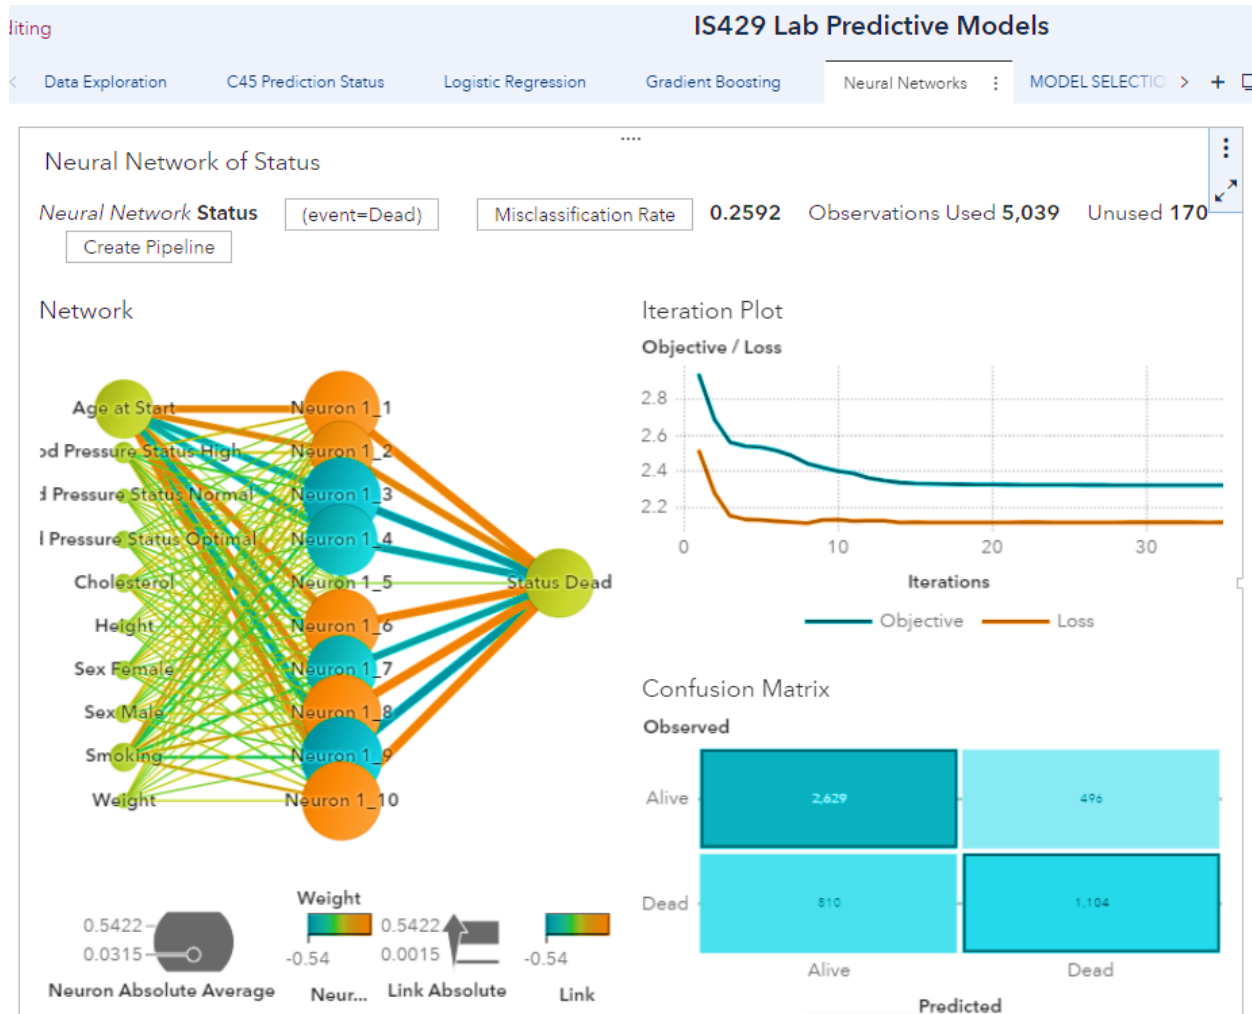 diting
IS429 Lab Predictive Models
Data Exploration
C45 Prediction Status
Logistic Regression
Gradient Boosting
Neural Networks
MODEL SELECTIO
Neural Network of Status
Neural Network Status (event=Dead) Misclassification Rate 0.2592 Observations Used 5,039 Unused 170
Create Pipeline
Network
Age at Start
od Pressure Status High
d Pressure Status Normal
l Pressure Status Optimal
Cholesterol
Height
Sex Female
Sex Male
Smoking
Weight
Neuron 1_1
Neuron 1_2
Neuron 1_3
Neuron 1_4
Neuron 1_5
Neuron 1_6
Neuron 1_7
Neuron 1_8
Neuron 1_9
Neuron 1_10
Status Dead
0.5422
0.0315
Neuron Absolute Average
Weight
-0.54
Neur...
0.5422
0.0015
Link Absolute
-0.54
Link
Iteration Plot
Objective / Loss
2.8
2.6
2.4
2.2
0 10 20 30
Iterations
Objective Loss
Confusion Matrix
Observed
Alive 2,629 496
Dead 810 1,104
Alive Dead
Predicted